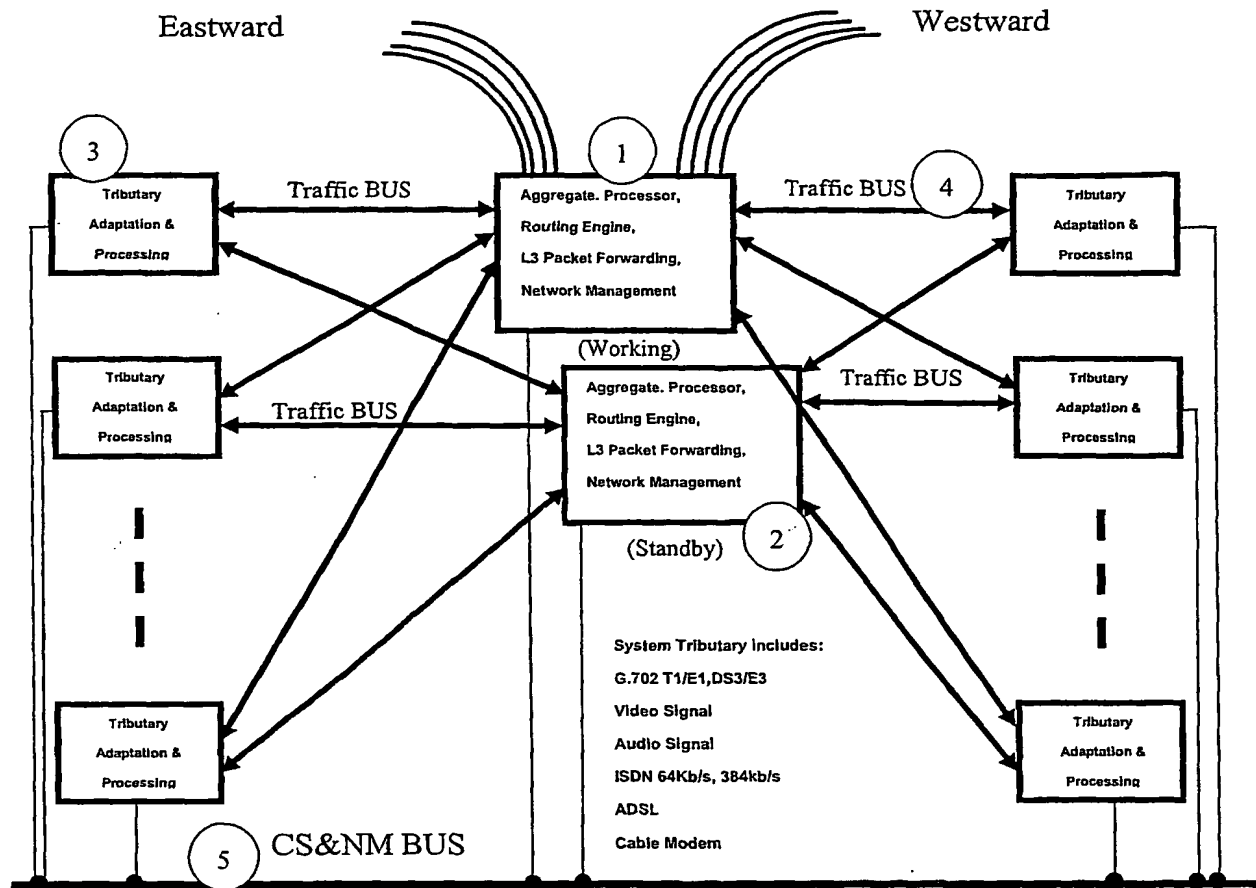 Eastward
Westward
3
1
4
Tributary
Adaptation &
Processing
Traffic BUS
Aggregate. Processor,
Routing Engine,
L3 Packet Forwarding,
Network Management
Traffic BUS
Tributary
Adaptation &
Processing
(Working)
Tributary
Adaptation &
Processing
Traffic BUS
Aggregate. Processor,
Routing Engine,
L3 Packet Forwarding,
Network Management
Traffic BUS
Tributary
Adaptation &
Processing
(Standby)
2
System Tributary includes:
G.702 T1/E1,DS3/E3
Video Signal
Audio Signal
ISDN 64Kb/s, 384kb/s
ADSL
Cable Modem
Tributary
Adaptation &
Processing
Tributary
Adaptation &
Processing
5
CS&NM BUS